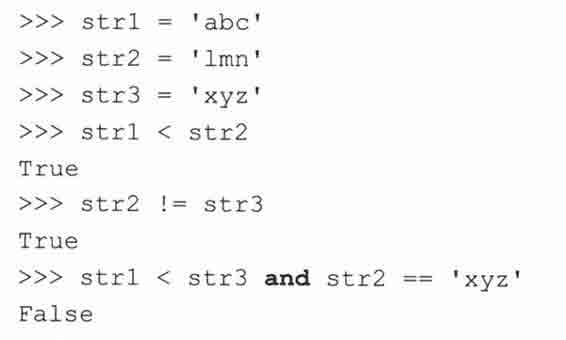 >>> str1 = 'abc'
>>> str2 = 'lmn'
>>> str3 = 'xyz'
>>> str1 < str2
True
>>> str2 != str3
True
>>> str1 < str3 and str2 == 'xyz'
False